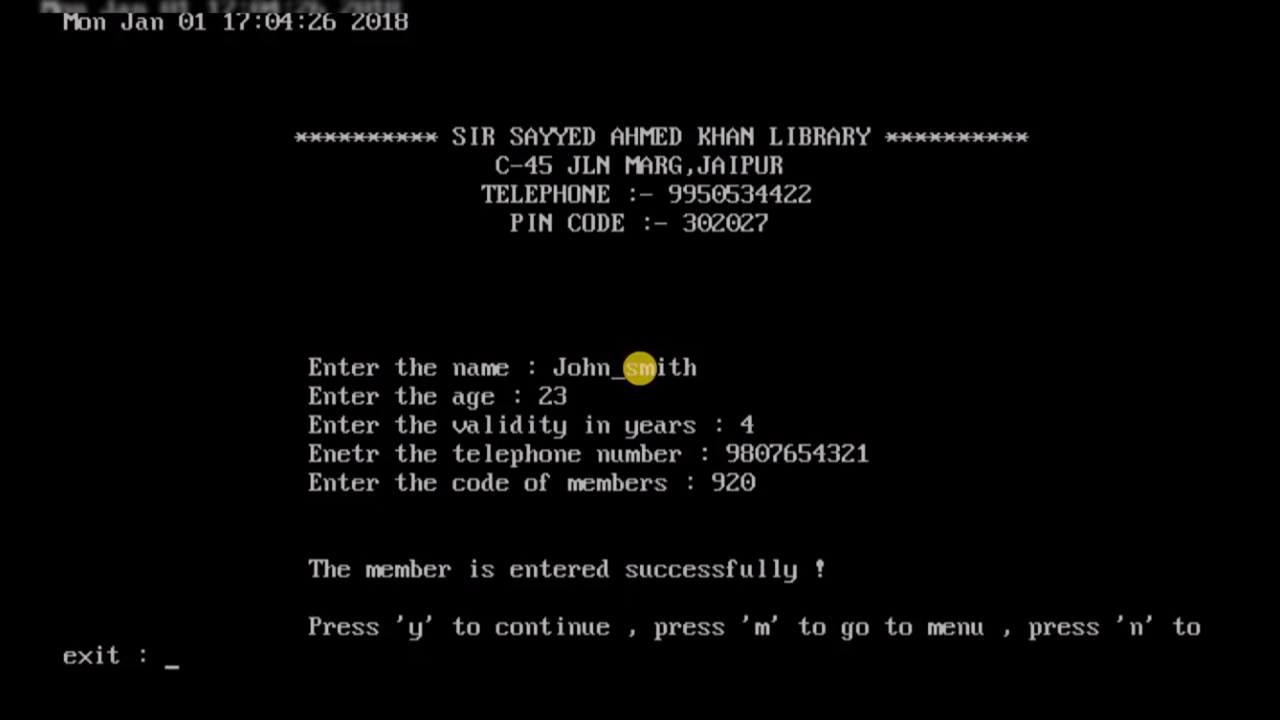 Mon Jan 01 17:04:26 2018
********** SIR SAYYED AHMED KHAN LIBRARY **********
C-45 JLN MARG,JAIPUR
TELEPHONE :- 9950534422
PIN CODE :- 302027
Enter the name : John_smith
Enter the age : 23
Enter the validity in years : 4
Enetr the telephone number : 9807654321
Enter the code of members : 920
The member is entered successfully !
Press 'y' to continue , press 'm' to go to menu , press 'n' to
exit : _